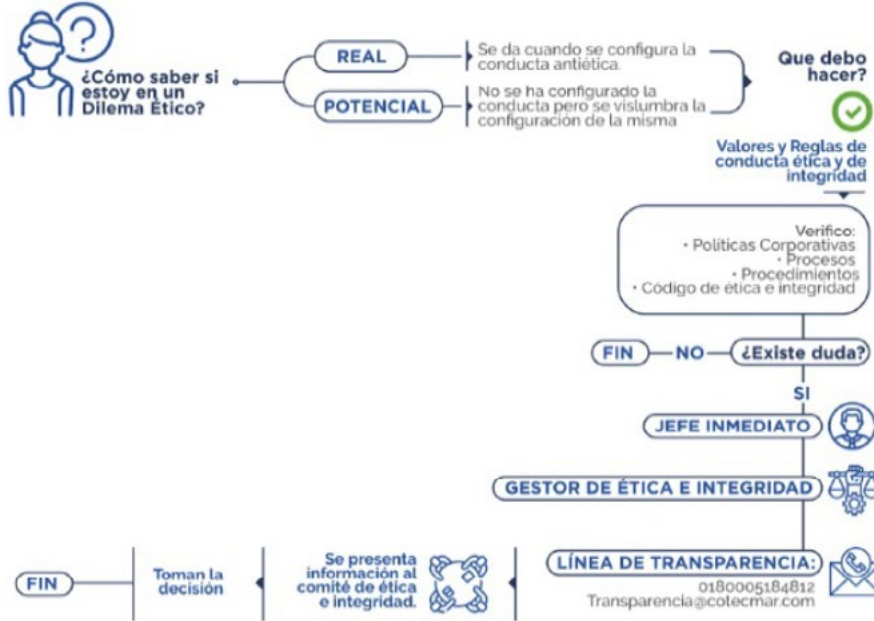 ¿Cómo saber si
estoy en un
Dilema Ético?
REAL
Se da cuando se configura la
conducta antiética.
POTENCIAL
No se ha configurado la
conducta pero se vislumbra la
configuración de la misma
Que debo
hacer?
Valores y Reglas de
conducta ética y de
integridad
Verifico:
• Políticas Corporativas
• Procesos
• Procedimientos
• Código de ética e integridad
¿Existe duda?
NO
FIN
SI
JEFE INMEDIATO
GESTOR DE ÉTICA E INTEGRIDAD
LÍNEA DE TRANSPARENCIA:
0180005184812
Transparencia@cotecmar.com
Se presenta
información al
comité de ética
e integridad.
Toman la
decisión
FIN